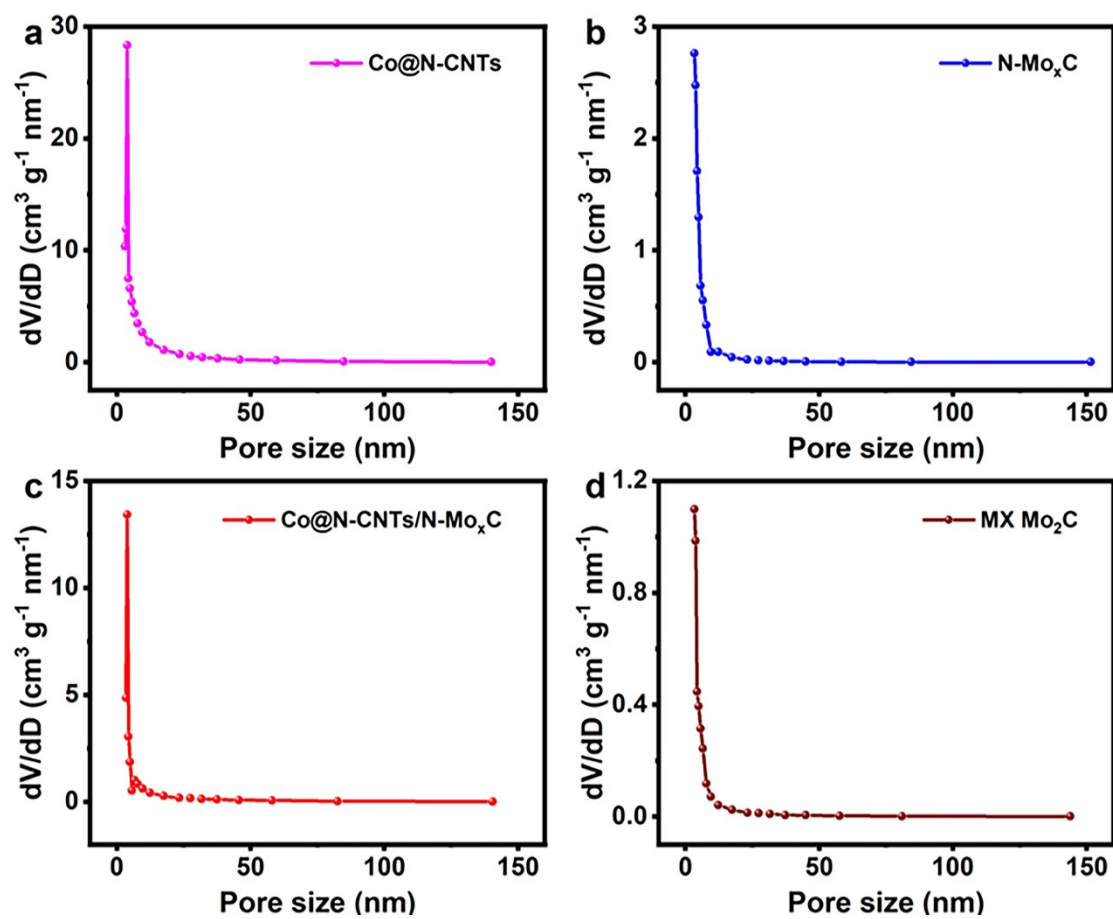 a
Co@N-CNTs
30
20
10
0
dV/dD (cm³ g⁻¹ nm⁻¹)
0 50 100 150
Pore size (nm)
b
N-MoₓC
3
2
1
0
dV/dD (cm³ g⁻¹ nm⁻¹)
0 50 100 150
Pore size (nm)
c
Co@N-CNTs/N-MoₓC
15
10
5
0
dV/dD (cm³ g⁻¹ nm⁻¹)
0 50 100 150
Pore size (nm)
d
MX Mo₂C
1.2
0.8
0.4
0.0
dV/dD (cm³ g⁻¹ nm⁻¹)
0 50 100 150
Pore size (nm)